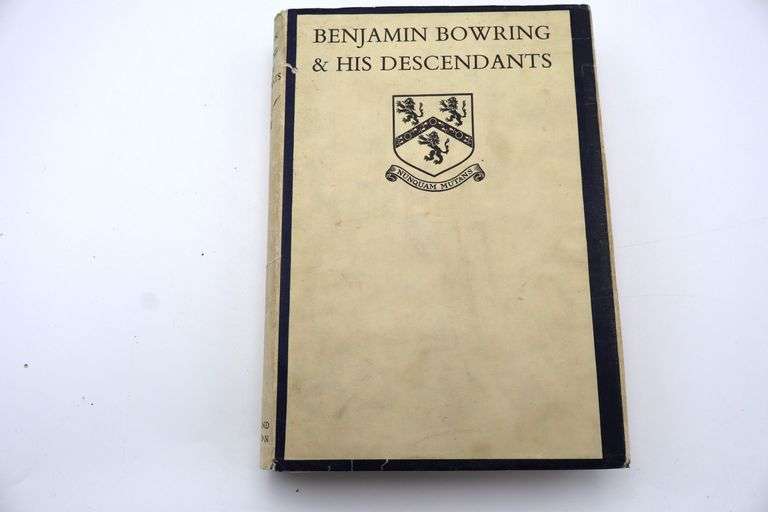 BENJAMIN BOWRING
& HIS DESCENDANTS
NUNQUAM MUTANS